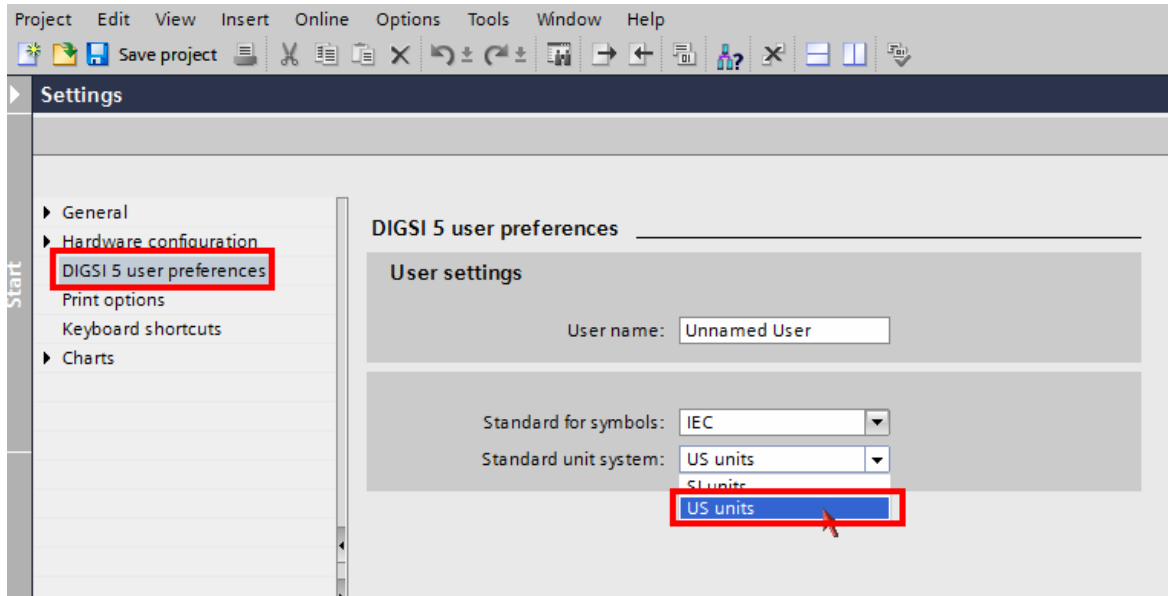 Project Edit View Insert Online Options Tools Window Help
Save project
Settings
Start
General
Hardware configuration
DIGSI 5 user preferences
Print options
Keyboard shortcuts
Charts
DIGSI 5 user preferences
User settings
User name: Unnamed User
Standard for symbols: IEC
Standard unit system: US units
SI units
US units